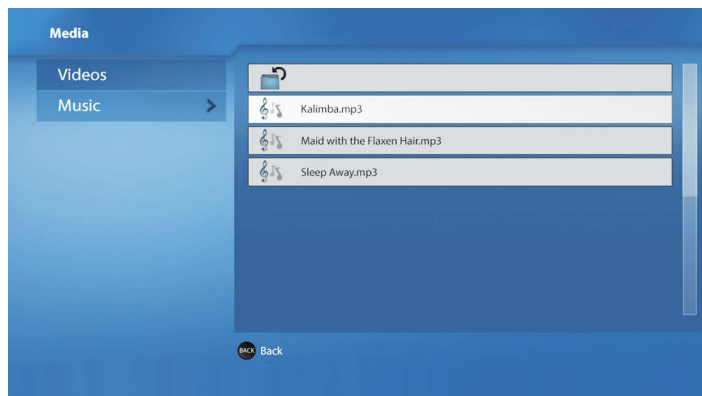 Media
Videos
Music
Kalimba.mp3
Maid with the Flaxen Hair.mp3
Sleep Away.mp3
BACK Back